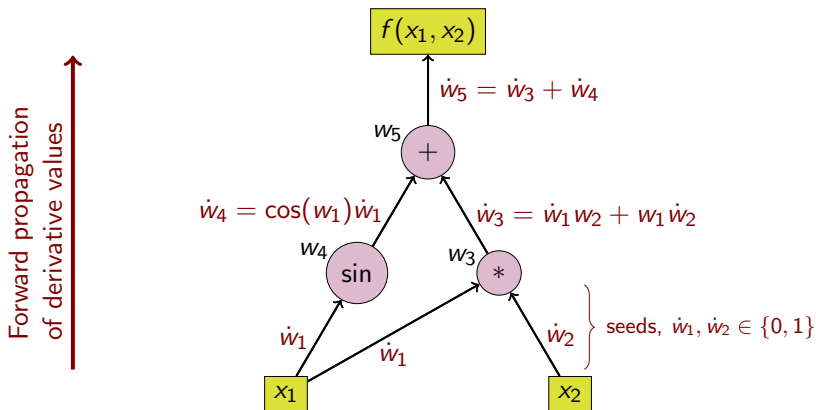 f(x₁, x₂)
ẇ₅ = ẇ₃ + ẇ₄
w₅
+
ẇ₄ = cos(w₁)ẇ₁
ẇ₃ = ẇ₁w₂ + w₁ẇ₂
w₄
sin
w₃
*
ẇ₁
ẇ₁
ẇ₂
seeds, ẇ₁, ẇ₂ ∈ {0, 1}
x₁
x₂
Forward propagation
of derivative values